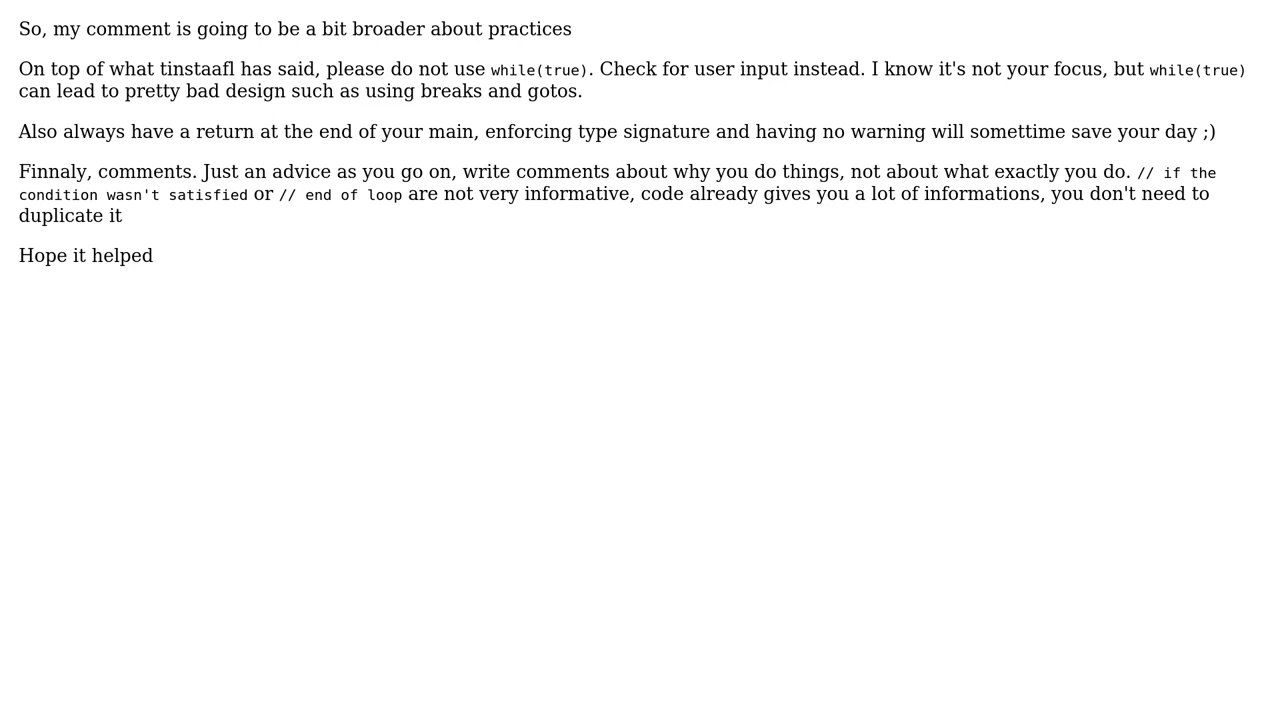 So, my comment is going to be a bit broader about practices
On top of what tinstaafl has said, please do not use while(true). Check for user input instead. I know it's not your focus, but while(true)
can lead to pretty bad design such as using breaks and gotos.
Also always have a return at the end of your main, enforcing type signature and having no warning will somettime save your day ;)
Finnaly, comments. Just an advice as you go on, write comments about why you do things, not about what exactly you do. // if the
condition wasn't satisfied or // end of loop are not very informative, code already gives you a lot of informations, you don't need to
duplicate it
Hope it helped